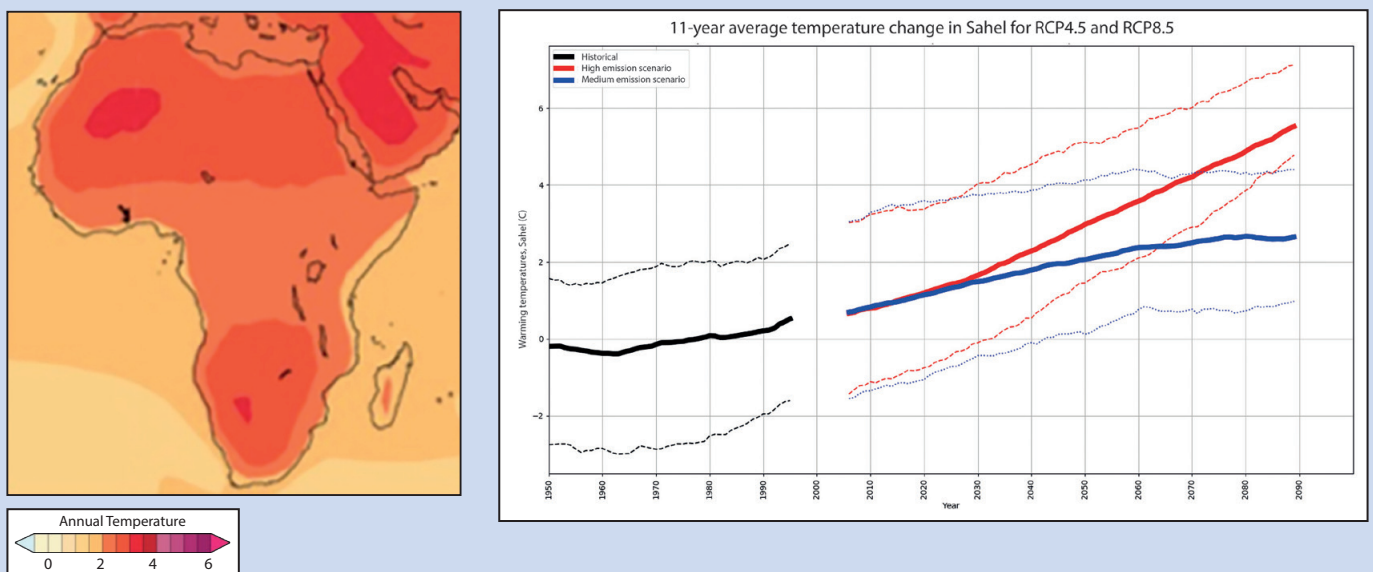 Annual Temperature
0 2 4 6
11-year average temperature change in Sahel for RCP4.5 and RCP8.5
Historical
High emission scenario
Medium emission scenario
Warming temperatures, Sahel (C)
6
4
2
0
−2
1950 1960 1970 1980 1990 2000 2010 2020 2030 2040 2050 2060 2070 2080 2090
Year